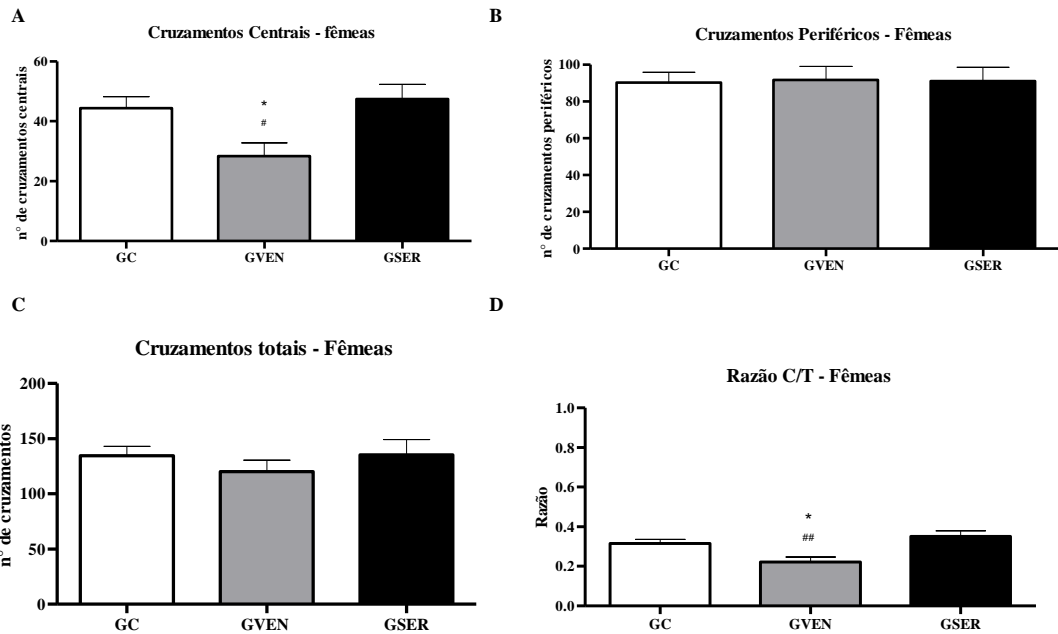 A
Cruzamentos Centrais - fêmeas
n° de cruzamentos centrais
60
40
20
0
*
#
GC GVEN GSER
B
Cruzamentos Periféricos - Fêmeas
n° de cruzamentos periféricos
100
80
60
40
20
0
GC GVEN GSER
C
Cruzamentos totais - Fêmeas
n° de cruzamentos
200
150
100
50
0
GC GVEN GSER
D
Razão C/T - Fêmeas
Razão
1.0
0.8
0.6
0.4
0.2
0.0
*
##
GC GVEN GSER